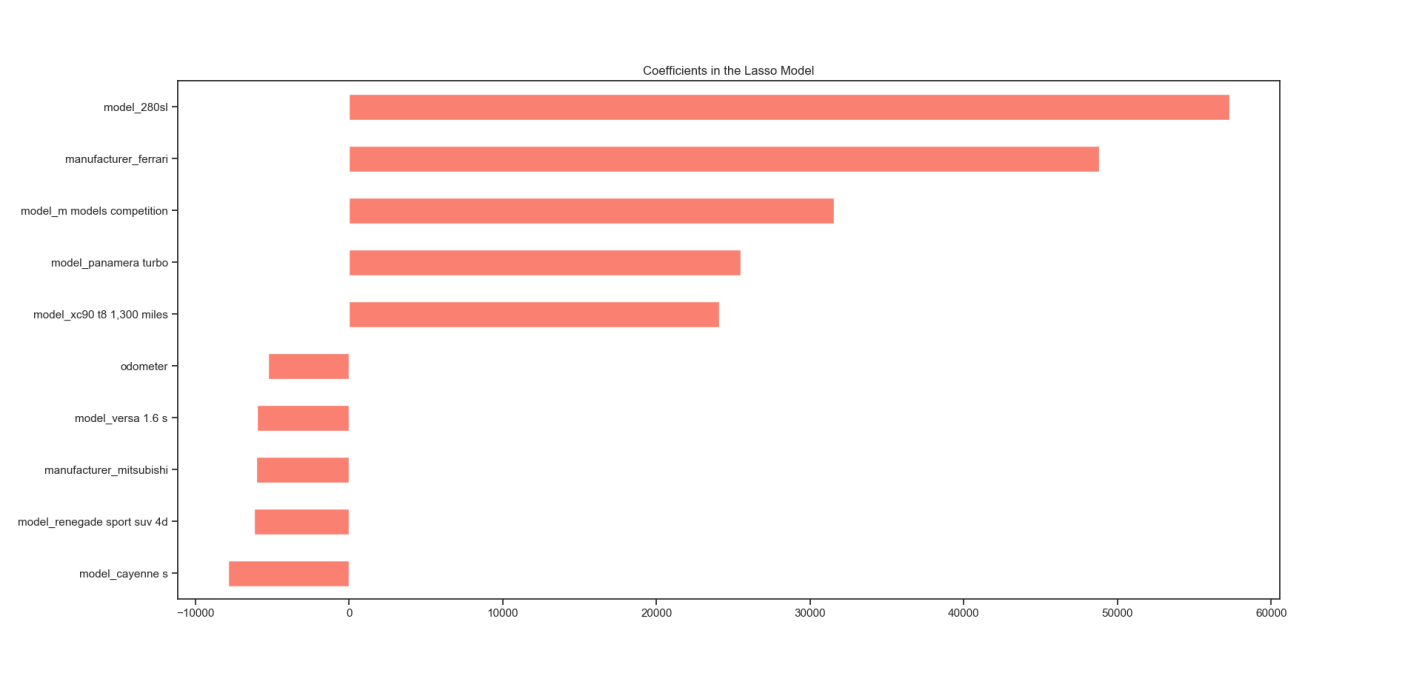 Coefficients in the Lasso Model
model_280sl
manufacturer_ferrari
model_m models competition
model_panamera turbo
model_xc90 t8 1,300 miles
odometer
model_versa 1.6 s
manufacturer_mitsubishi
model_renegade sport suv 4d
model_cayenne s
−10000 0 10000 20000 30000 40000 50000 60000